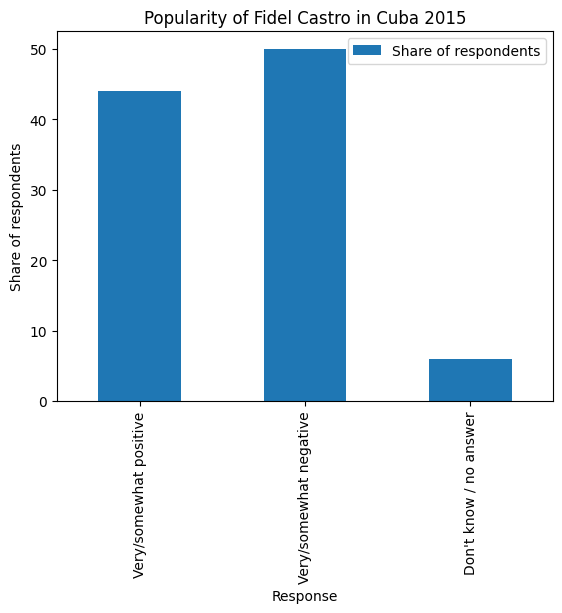 Popularity of Fidel Castro in Cuba 2015
Share of respondents
50
40
30
20
10
0
Share of respondents
Very/somewhat positive
Very/somewhat negative
Don't know / no answer
Response